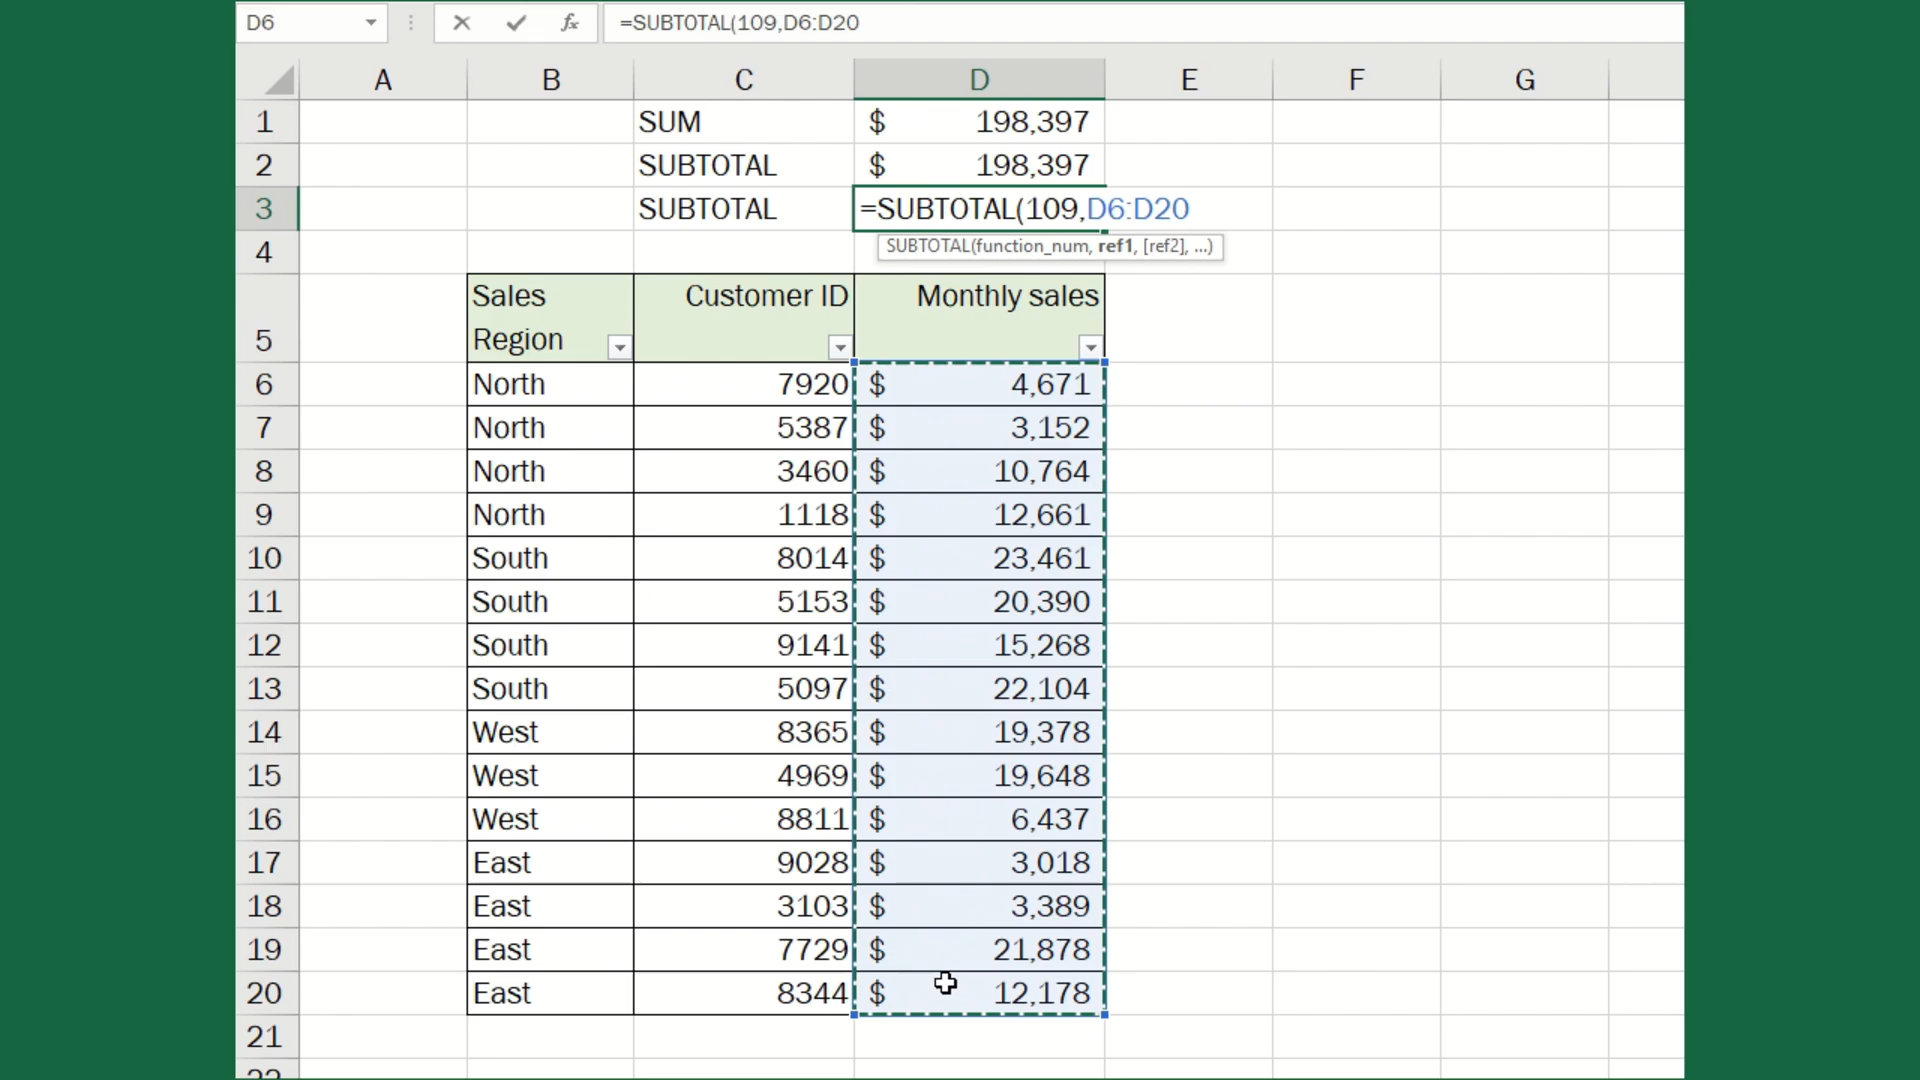 D6 fx =SUBTOTAL(109,D6:D20
A B C D E F G
1 SUM $ 198,397
2 SUBTOTAL $ 198,397
3 SUBTOTAL =SUBTOTAL(109,D6:D20
SUBTOTAL(function_num, ref1, [ref2], ...)
4
Sales Customer ID Monthly sales
5 Region
6 North 7920 $ 4,671
7 North 5387 $ 3,152
8 North 3460 $ 10,764
9 North 1118 $ 12,661
10 South 8014 $ 23,461
11 South 5153 $ 20,390
12 South 9141 $ 15,268
13 South 5097 $ 22,104
14 West 8365 $ 19,378
15 West 4969 $ 19,648
16 West 8811 $ 6,437
17 East 9028 $ 3,018
18 East 3103 $ 3,389
19 East 7729 $ 21,878
20 East 8344 $ 12,178
21